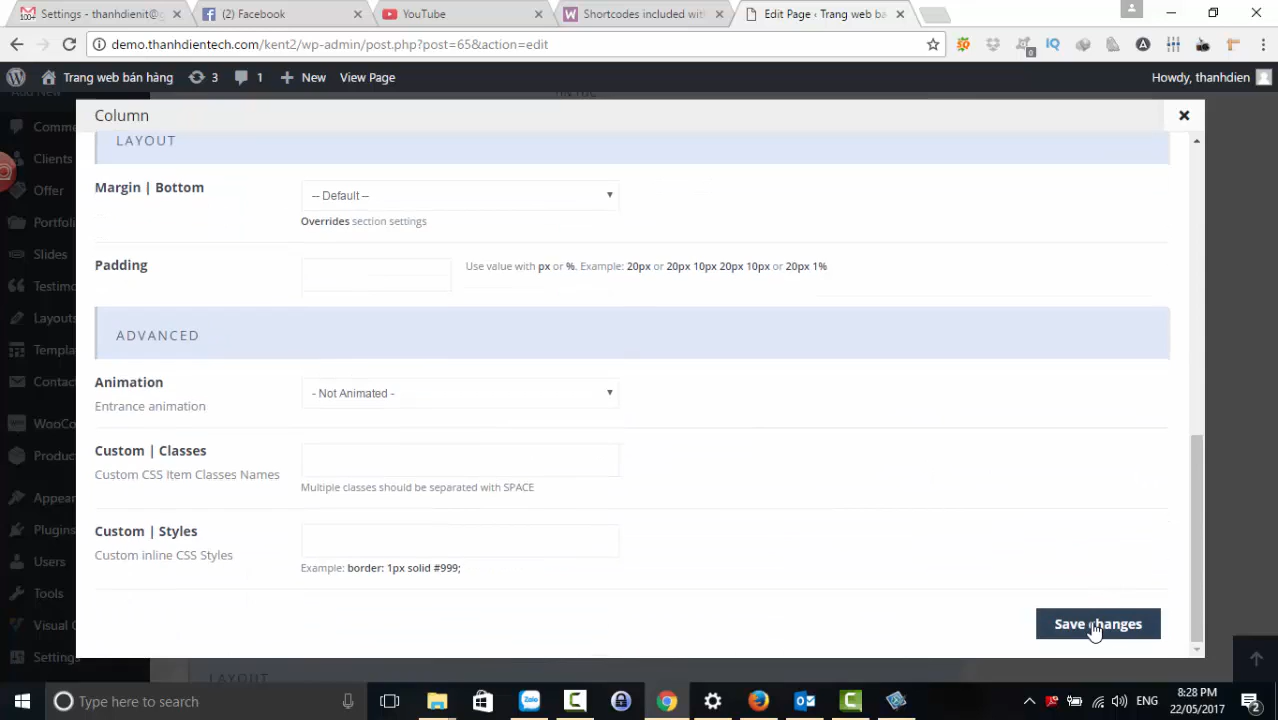 Settings - thanhdienit@g
(2) Facebook
YouTube
Shortcodes included with
Edit Page ‹ Trang web bá
demo.thanhdientech.com/kent2/wp-admin/post.php?post=65&action=edit
Trang web bán hàng
3
1
New
View Page
Howdy, thanhdien
Column
LAYOUT
Comme
Clients
Offer
Portfoli
Slides
Testimo
Layouts
Templa
Contac
WooCo
Produc
Appear
Plugins
Users
Tools
Visual C
Settings
Margin | Bottom
-- Default --
Overrides section settings
Padding
Use value with px or %. Example: 20px or 20px 10px 20px 10px or 20px 1%
ADVANCED
Animation
Entrance animation
- Not Animated -
Custom | Classes
Custom CSS Item Classes Names
Multiple classes should be separated with SPACE
Custom | Styles
Custom inline CSS Styles
Example: border: 1px solid #999;
Save changes
LAYOUT
Type here to search
Zalo
ENG
8:28 PM
22/05/2017
2